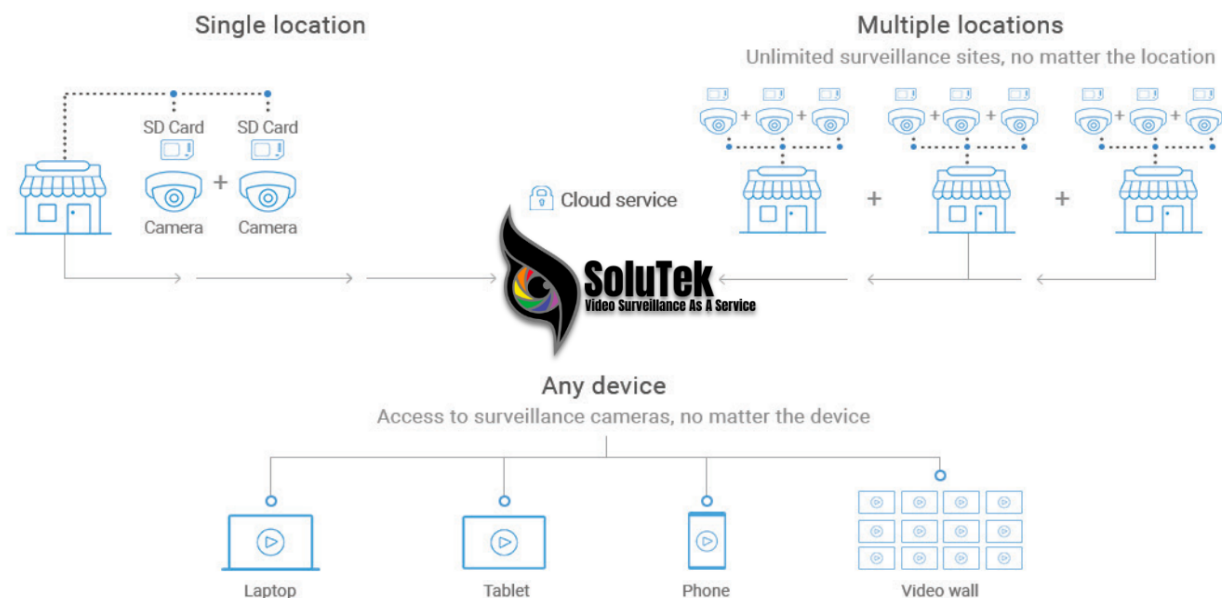 Single location
SD Card SD Card
Camera Camera
Multiple locations
Unlimited surveillance sites, no matter the location
Cloud service
SoluTek
Video Surveillance As A Service
Any device
Access to surveillance cameras, no matter the device
Laptop
Tablet
Phone
Video wall